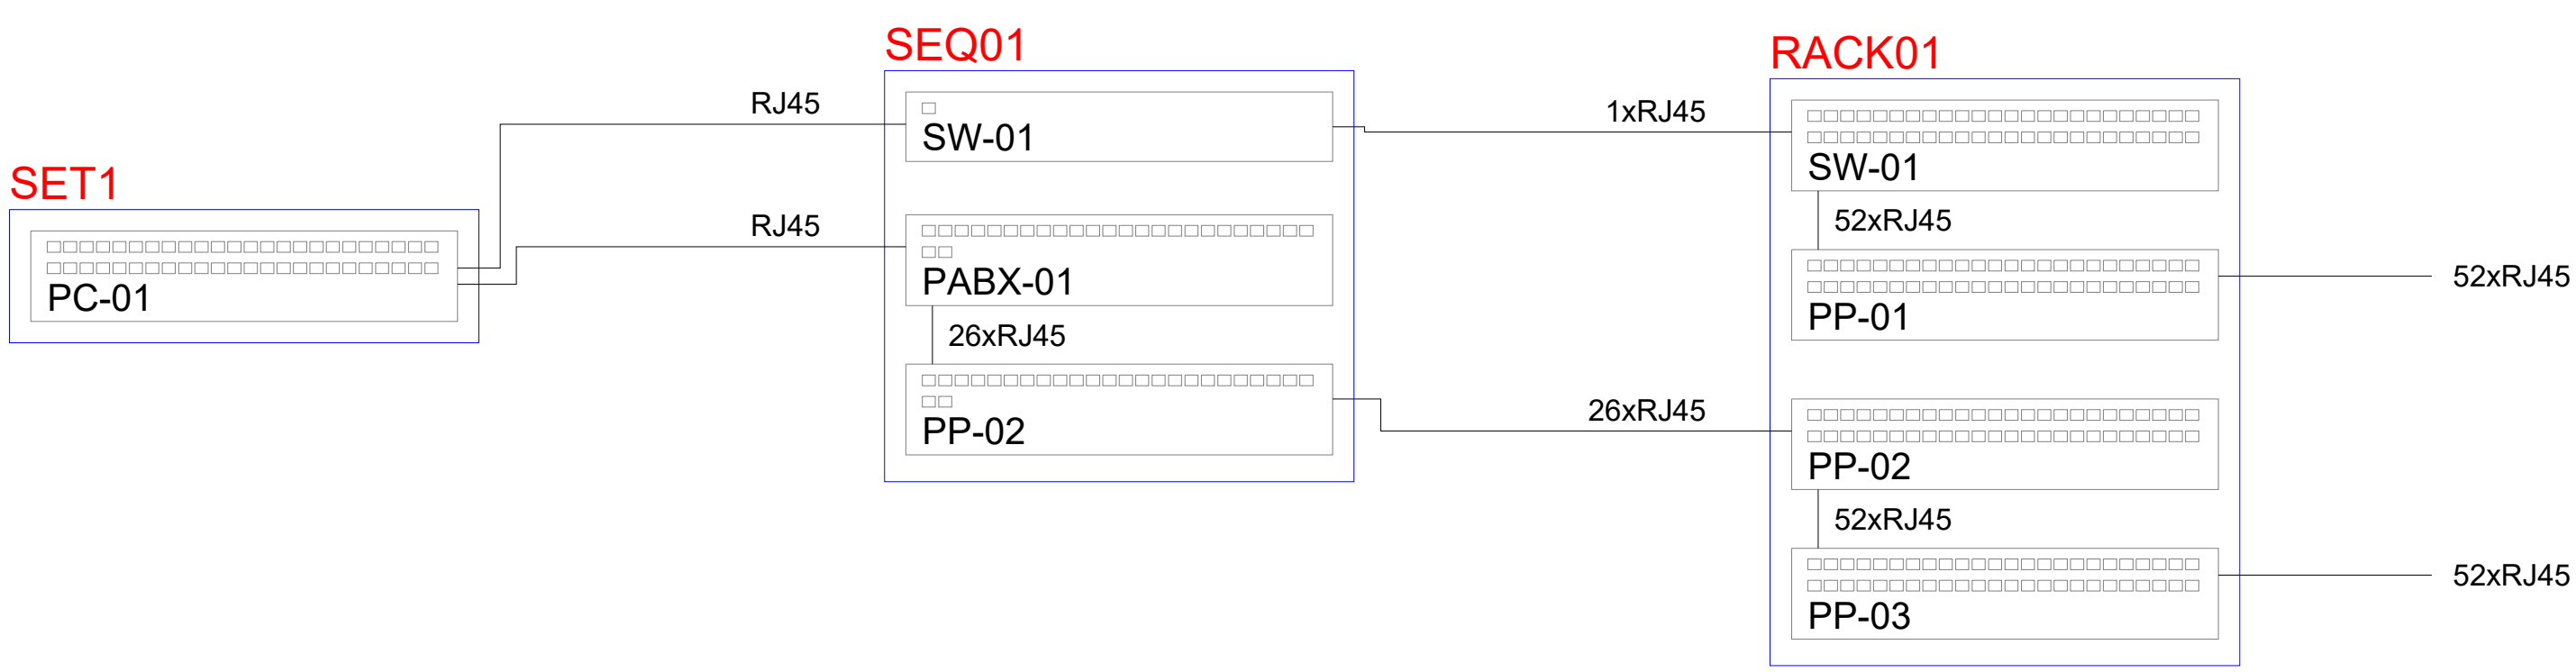 SET1
PC-01
RJ45
RJ45
SEQ01
SW-01
PABX-01
26xRJ45
PP-02
1xRJ45
26xRJ45
RACK01
SW-01
52xRJ45
PP-01
52xRJ45
PP-02
52xRJ45
PP-03
52xRJ45